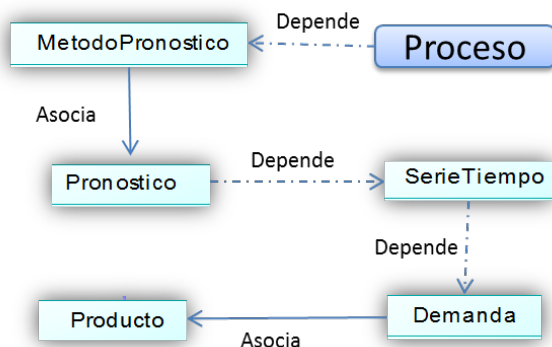 Depende
MetodoPronostico
Proceso
Asocia
Depende
Pronostico
SerieTiempo
Depende
Producto
Demanda
Asocia